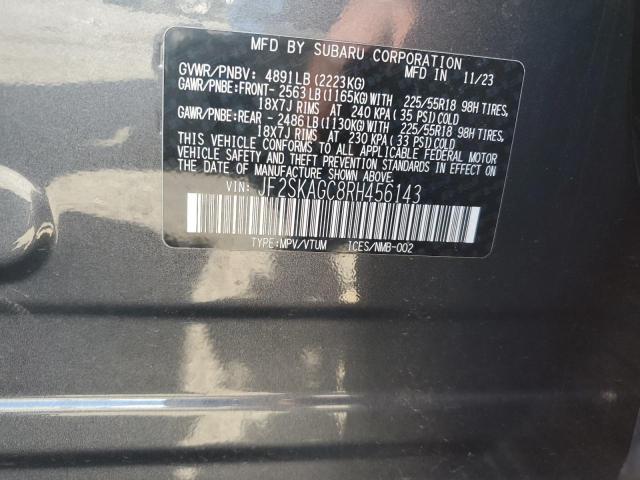 MFD BY SUBARU CORPORATION
GVWR/PNBV: 4891LB (2223KG) MFD IN 11/23
GAWR/PNBE:FRONT- 2563LB(1165KG)WITH 225/55R18 98H TIRES,
18X7J RIMS AT 240 KPA(35 PSI)COLD
GAWR/PNBE:REAR - 2486LB(1130KG)WITH 225/55R18 98H TIRES,
18X7J RIMS AT 230 KPA(33 PSI)COLD
THIS VEHICLE CONFORMS TO ALL APPLICABLE FEDERAL MOTOR
VEHICLE SAFETY AND THEFT PREVENTION STANDARDS IN EFFECT ON
THE DATE OF MANUFACTURE SHOWN ABOVE.
VIN: JF2SKAGC8RH456143
TYPE:MPV/VTUM ICES/NMB-002